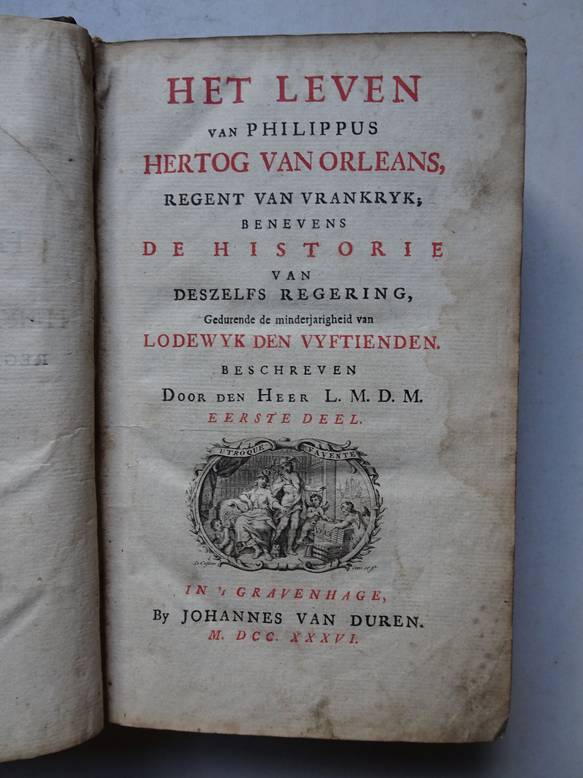 HET LEVEN
VAN PHILIPPUS
HERTOG VAN ORLEANS,
REGENT VAN VRANKRYK;
BENEVENS
DE HISTORIE
VAN
DESZELFS REGERING,
Gedurende de minderjarigheid van
LODEWYK DEN VYFTIENDEN.
BESCHREVEN
DOOR DEN HEER L. M. D. M.
EERSTE DEEL.
UTROQUE FAVENTE
IN 's GRAVENHAGE,
By JOHANNES VAN DUREN.
M. DCC. XXXVI.